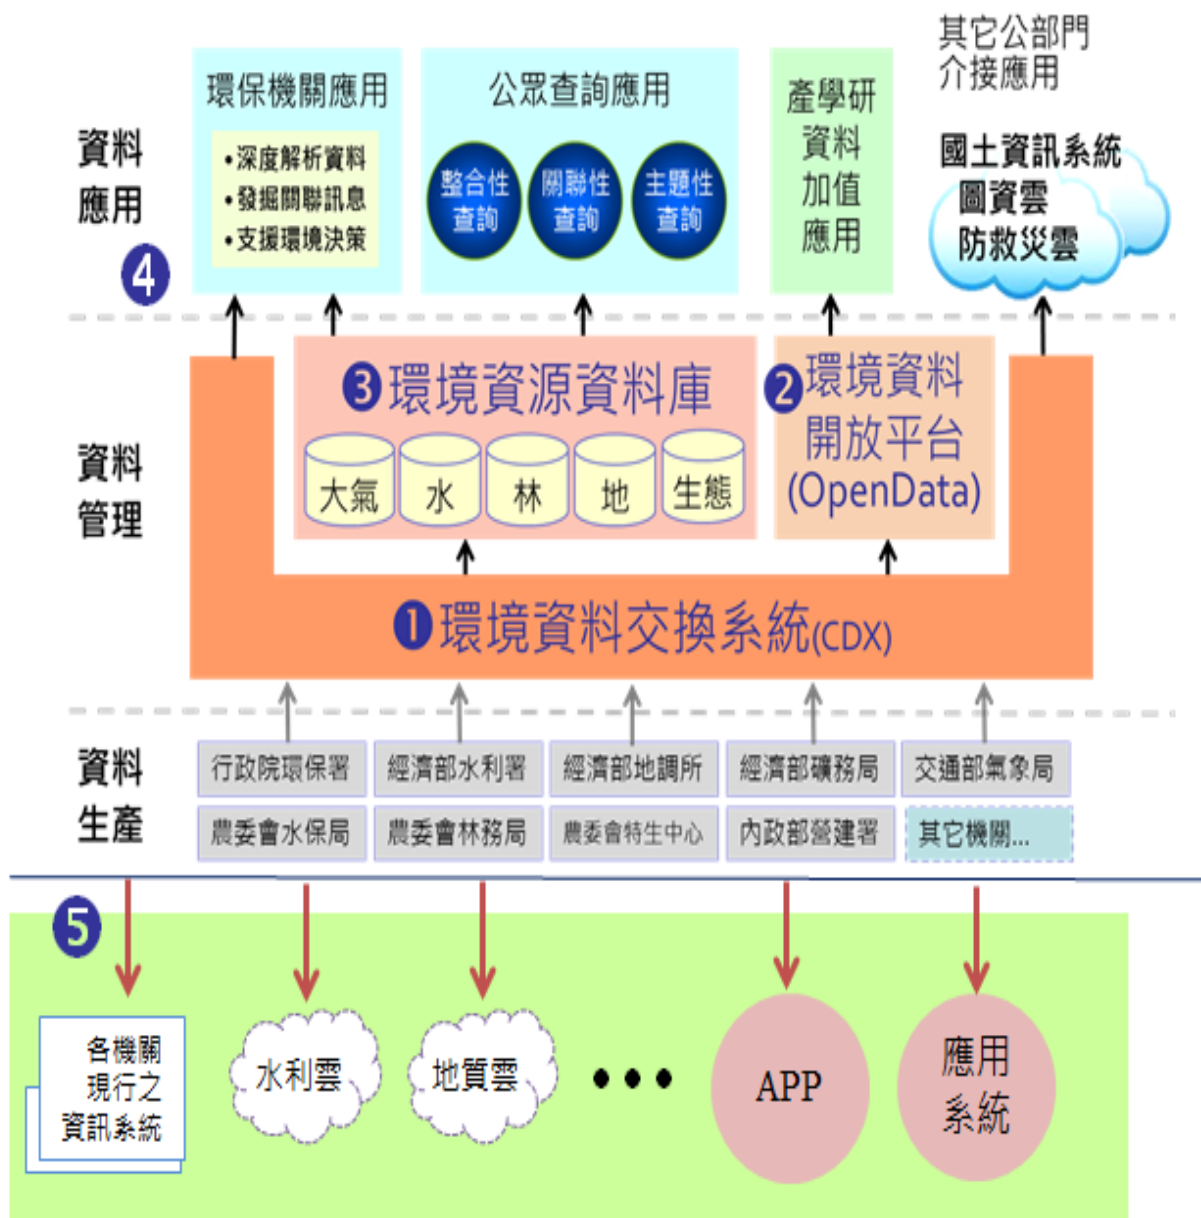 資料
應用
4
環保機關應用
•深度解析資料
•發掘關聯訊息
•支援環境決策
公眾查詢應用
整合性
查詢
關聯性
查詢
主題性
查詢
產學研
資料
加值
應用
其它公部門
介接應用
國土資訊系統
圖資雲
防救災雲
資料
管理
3環境資源資料庫
大氣
水
林
地
生態
2環境資料
開放平台
(OpenData)
1環境資料交換系統(CDX)
資料
生產
行政院環保署
經濟部水利署
經濟部地調所
經濟部礦務局
交通部氣象局
農委會水保局
農委會林務局
農委會特生中心
內政部營建署
其它機關...
5
各機關
現行之
資訊系統
水利雲
地質雲
●●●
APP
應用
系統